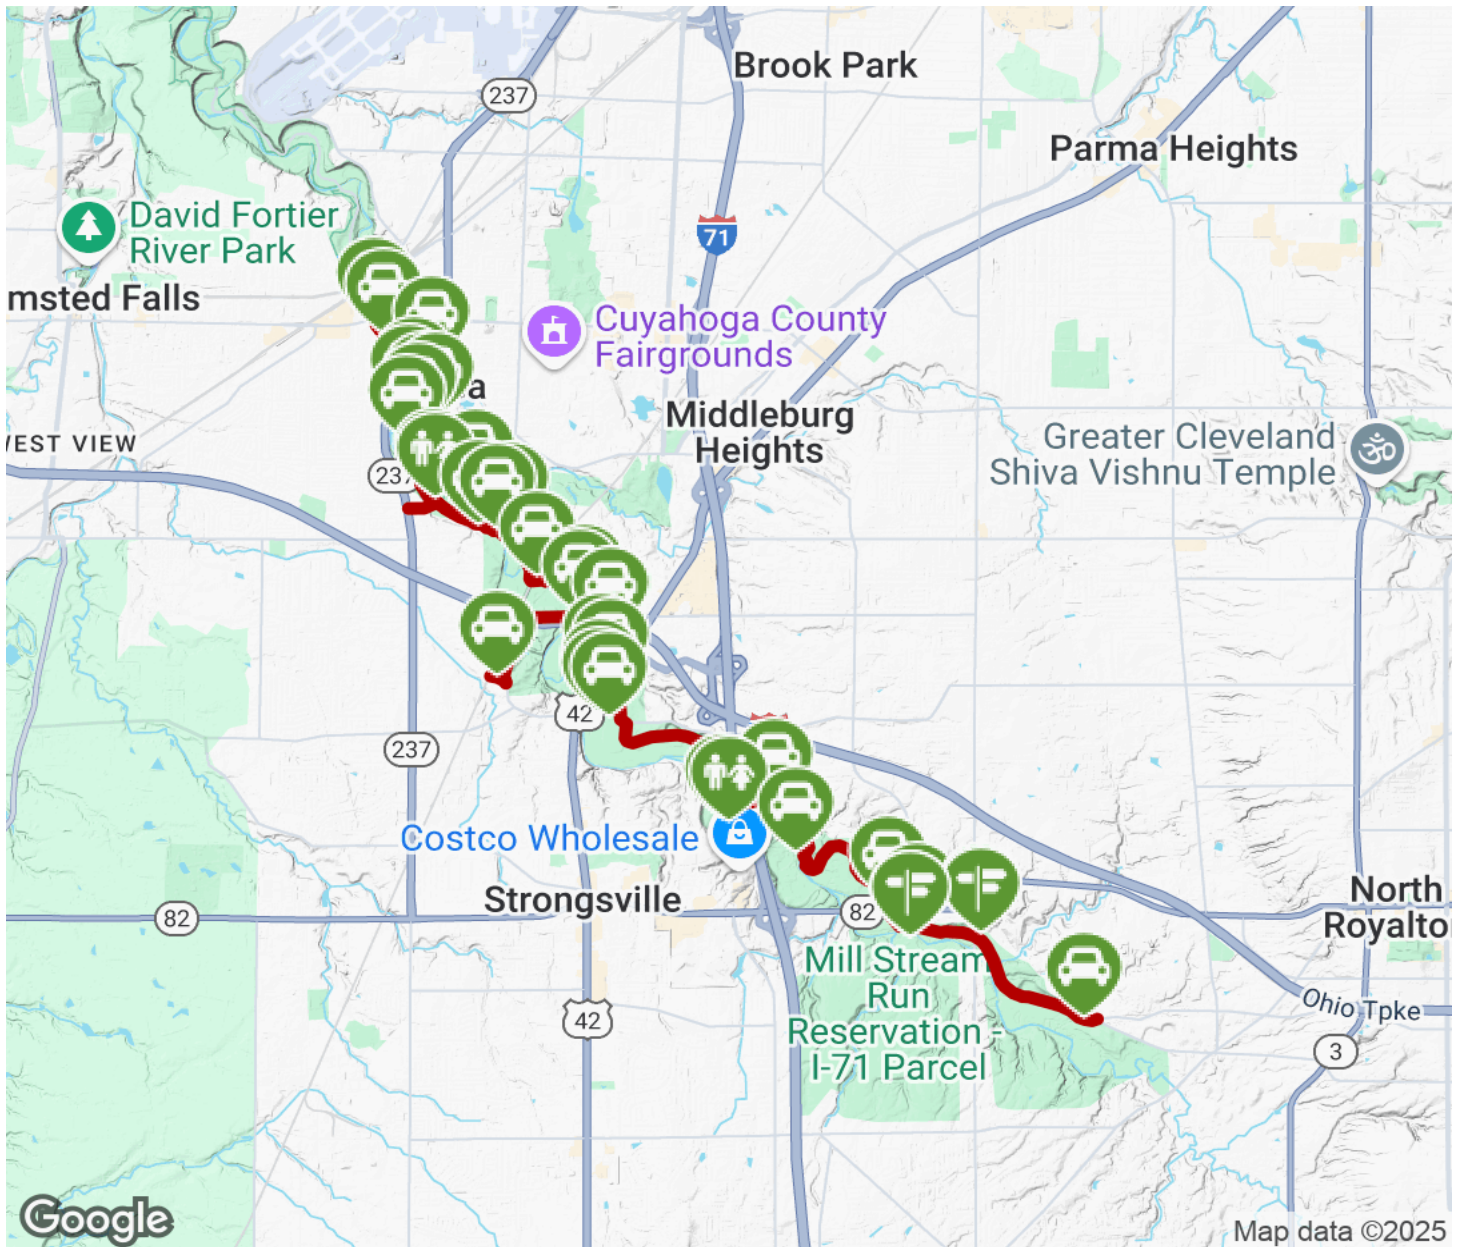 Brook Park
237
Parma Heights
David Fortier
River Park
71
msted Falls
Cuyahoga County
Fairgrounds
a
Middleburg
Heights
Greater Cleveland
Shiva Vishnu Temple
VEST VIEW
237
42
237
Costco Wholesale
Strongsville
82
82
North
Royalto
Mill Stream
Run
Reservation -
I-71 Parcel
Ohio Tpke
42
3
Google
Map data ©2025